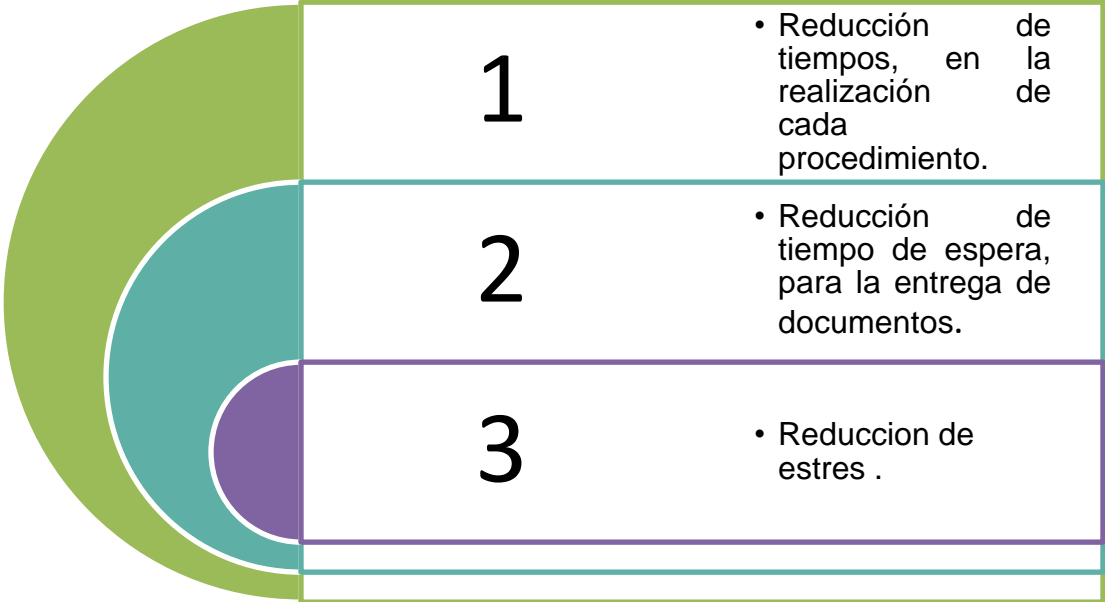 1
• Reducción de
tiempos, en la
realización de
cada
procedimiento.
2
• Reducción de
tiempo de espera,
para la entrega de
documentos.
3
• Reduccion de
estres .